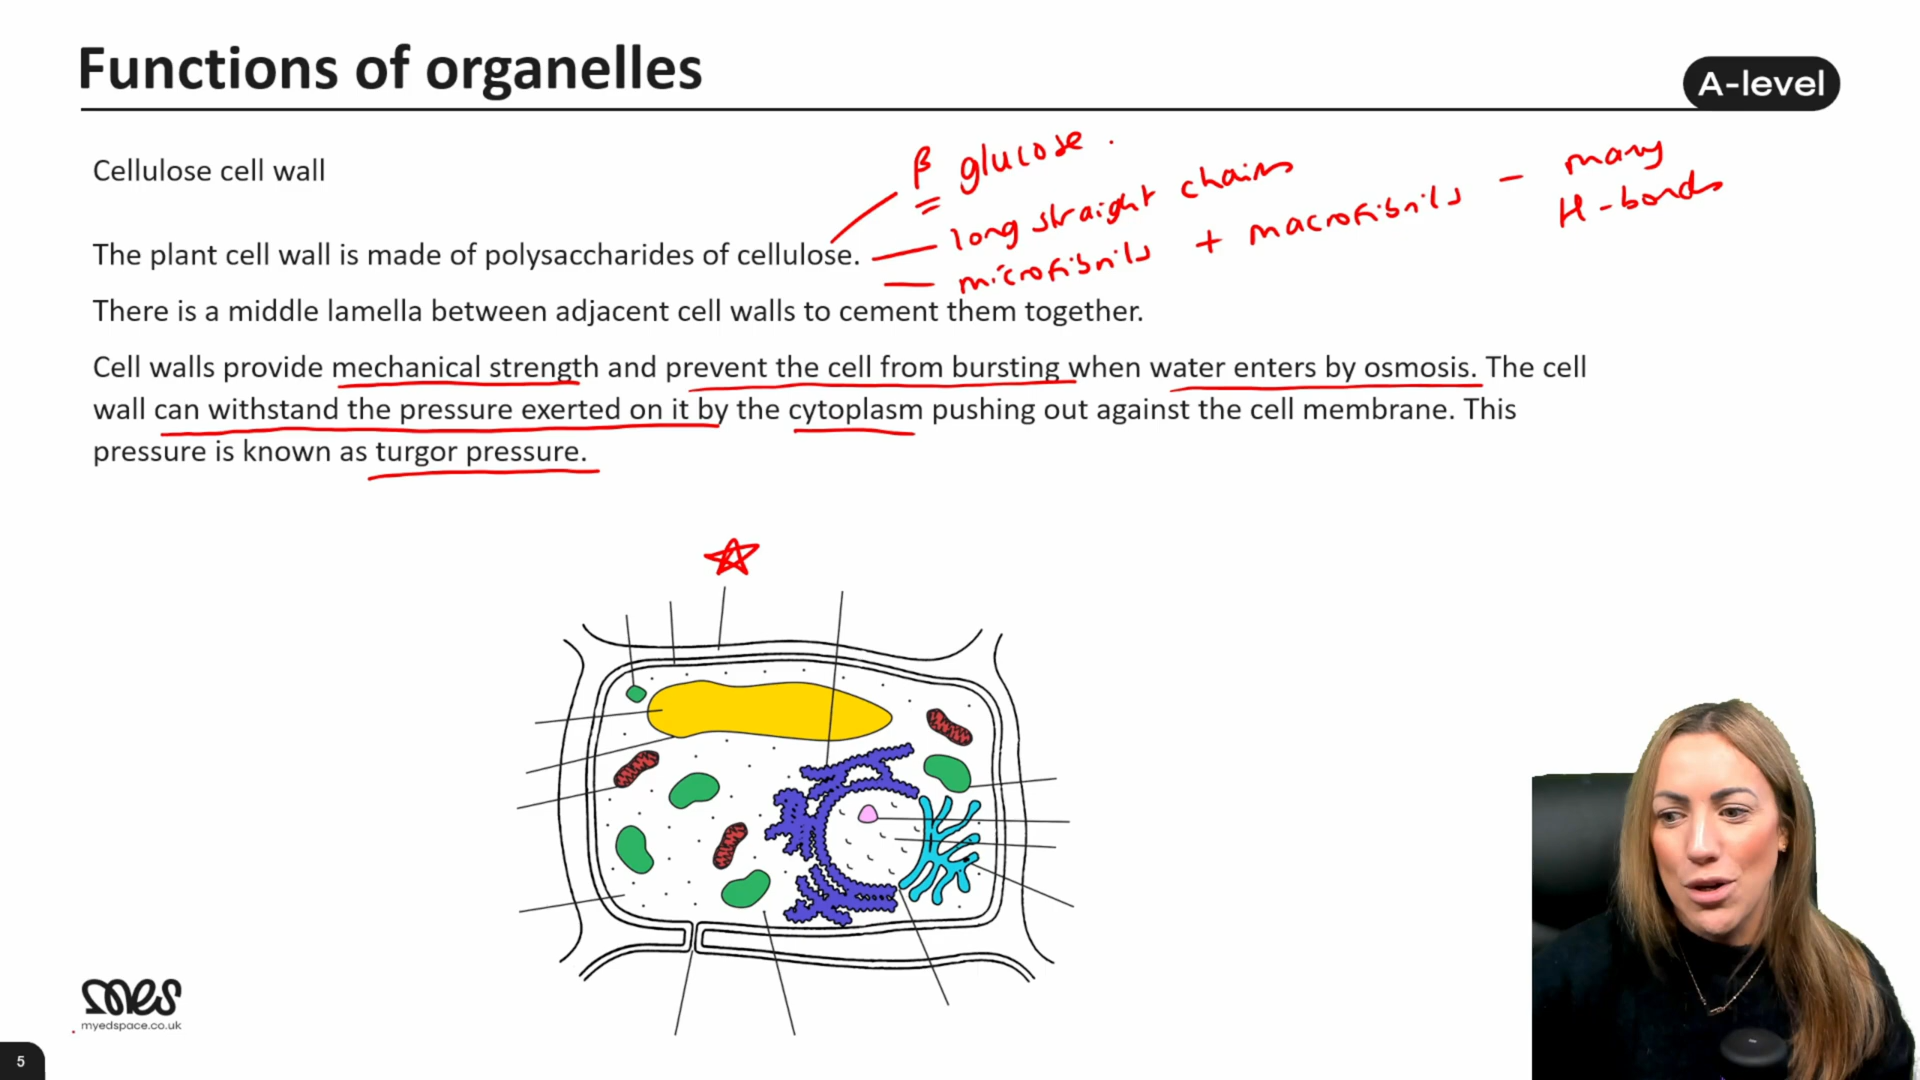 Functions of organelles
A-level
Cellulose cell wall
β glucose.
long straight chains
microfibrils + macrofibrils - many
H-bonds
The plant cell wall is made of polysaccharides of cellulose.
There is a middle lamella between adjacent cell walls to cement them together.
Cell walls provide mechanical strength and prevent the cell from bursting when water enters by osmosis. The cell
wall can withstand the pressure exerted on it by the cytoplasm pushing out against the cell membrane. This
pressure is known as turgor pressure.
mes
myedspace.co.uk
5